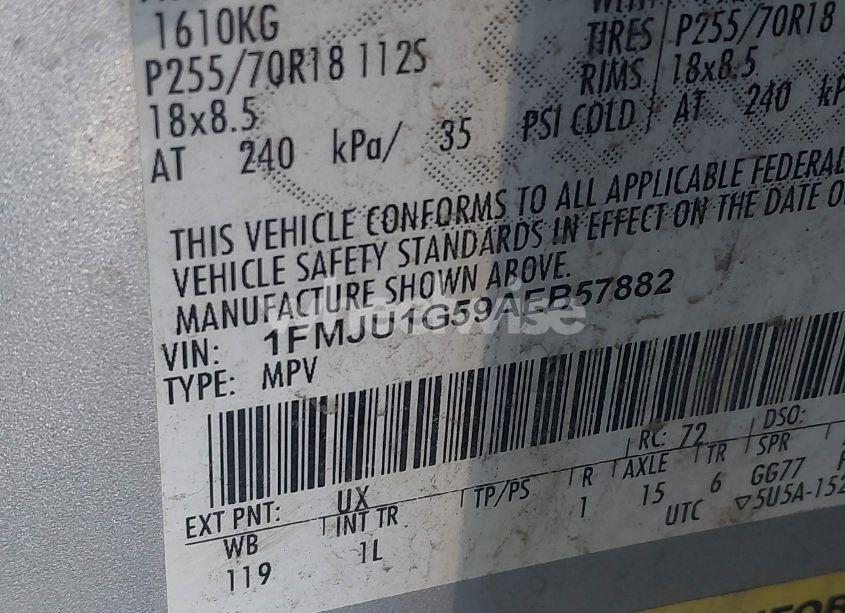 1610KG
TIRES P255/70R18
P255/70R18 112S
RIMS 18x8.5
18x8.5
PSI COLD / AT 240
AT 240 kPa/ 35
THIS VEHICLE CONFORMS TO ALL APPLICABLE FEDERAL
VEHICLE SAFETY STANDARDS IN EFFECT ON THE DATE O
MANUFACTURE SHOWN ABOVE.
VIN: 1FMJU1G59AEB57882
TYPE: MPV
RC: 72 DSO:
EXT PNT: UX TP/PS R AXLE TR SPR
WB INT TR 1 15 6 GG77
119 1L UTC ▽5U5A-152